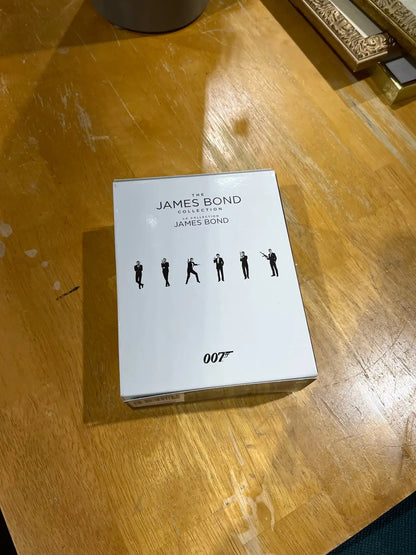 THE
JAMES BOND
COLLECTION
LA COLLECTION
JAMES BOND
007